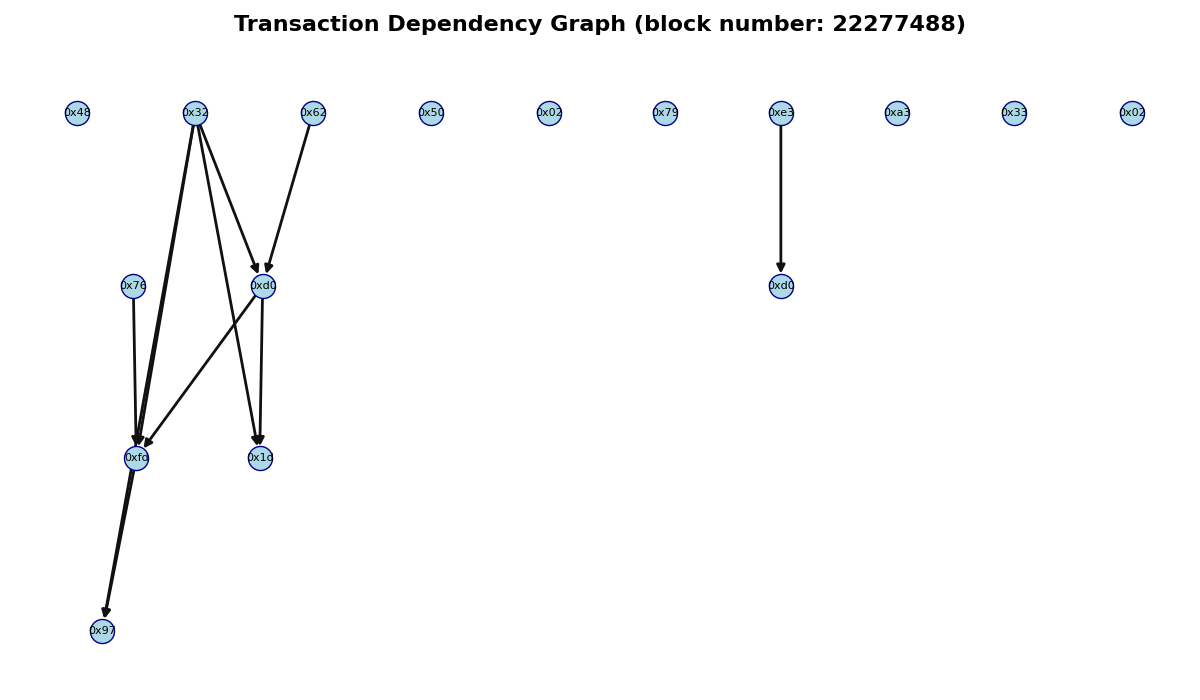 Transaction Dependency Graph (block number: 22277488)
0x48 0x32 0x62 0x50 0x02 0x79 0xe3 0xa3 0x33 0x02
0x76 0xd0 0xd0
0xfd 0x1d
0x97